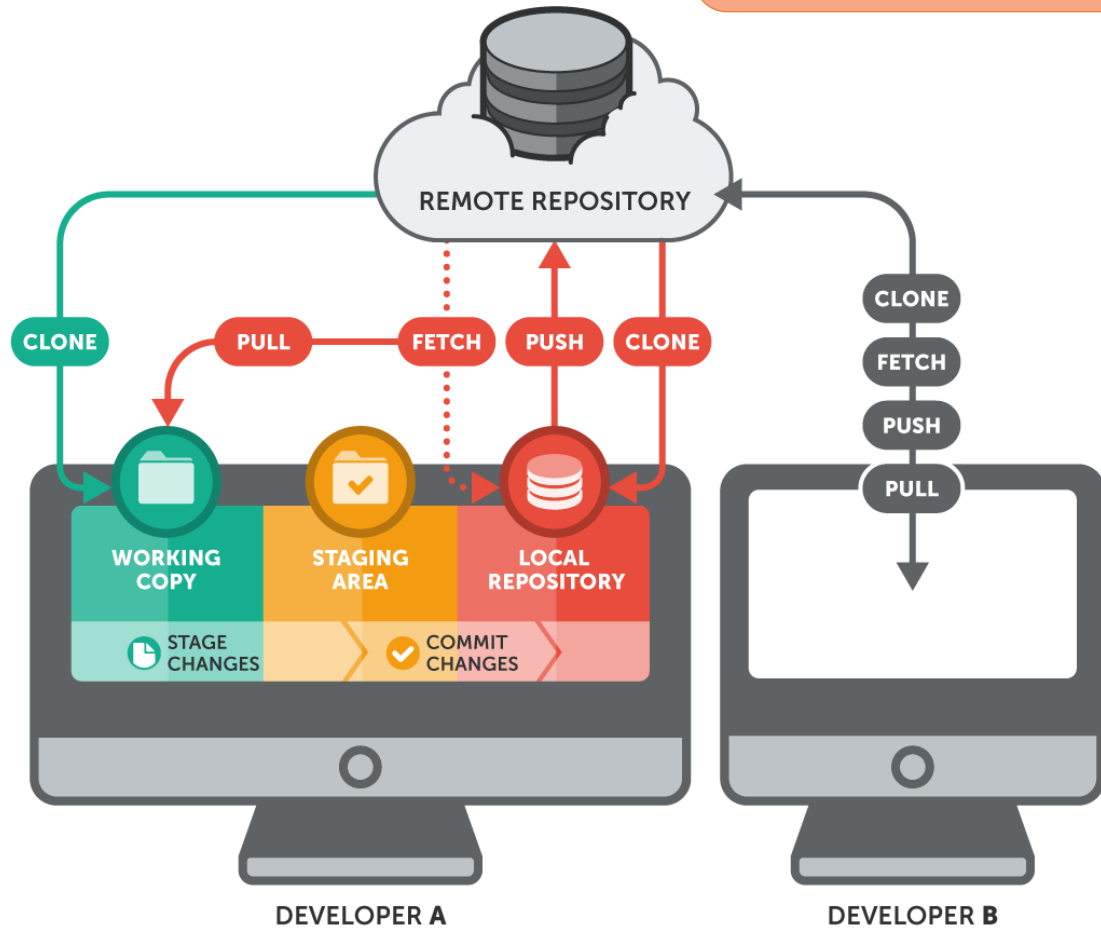 REMOTE REPOSITORY
CLONE
PULL
FETCH
PUSH
CLONE
WORKING
COPY
STAGING
AREA
LOCAL
REPOSITORY
STAGE
CHANGES
COMMIT
CHANGES
DEVELOPER A
CLONE
FETCH
PUSH
PULL
DEVELOPER B